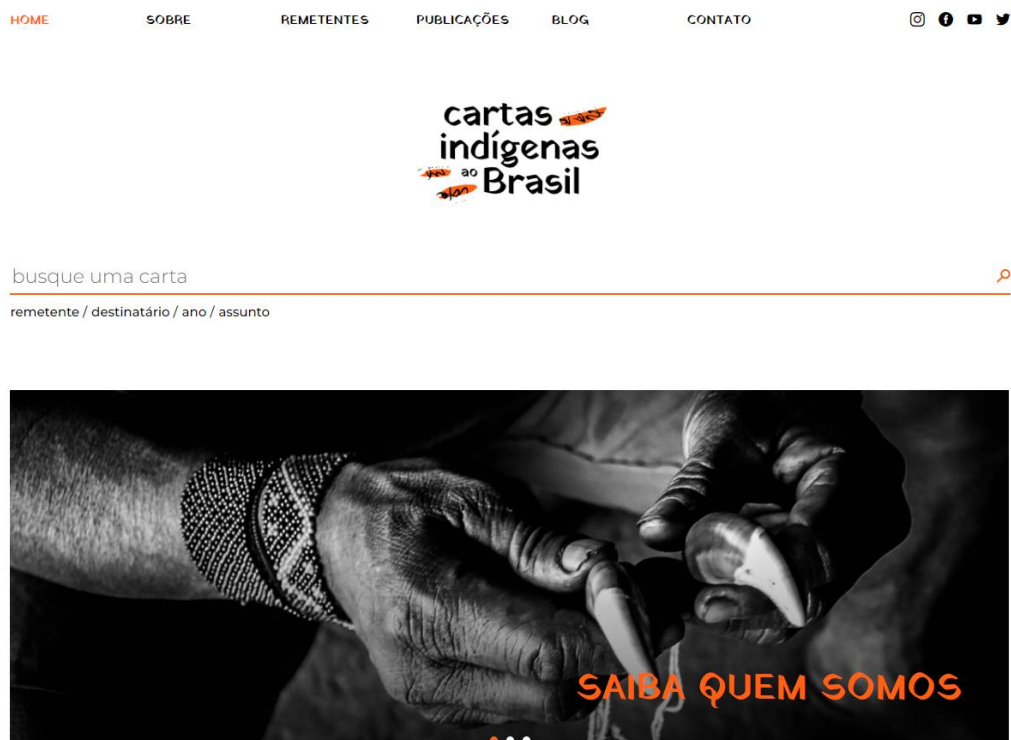 HOME SOBRE REMETENTES PUBLICAÇÕES BLOG CONTATO
cartas
indígenas
ao Brasil
busque uma carta
remetente / destinatário / ano / assunto
SAIBA QUEM SOMOS